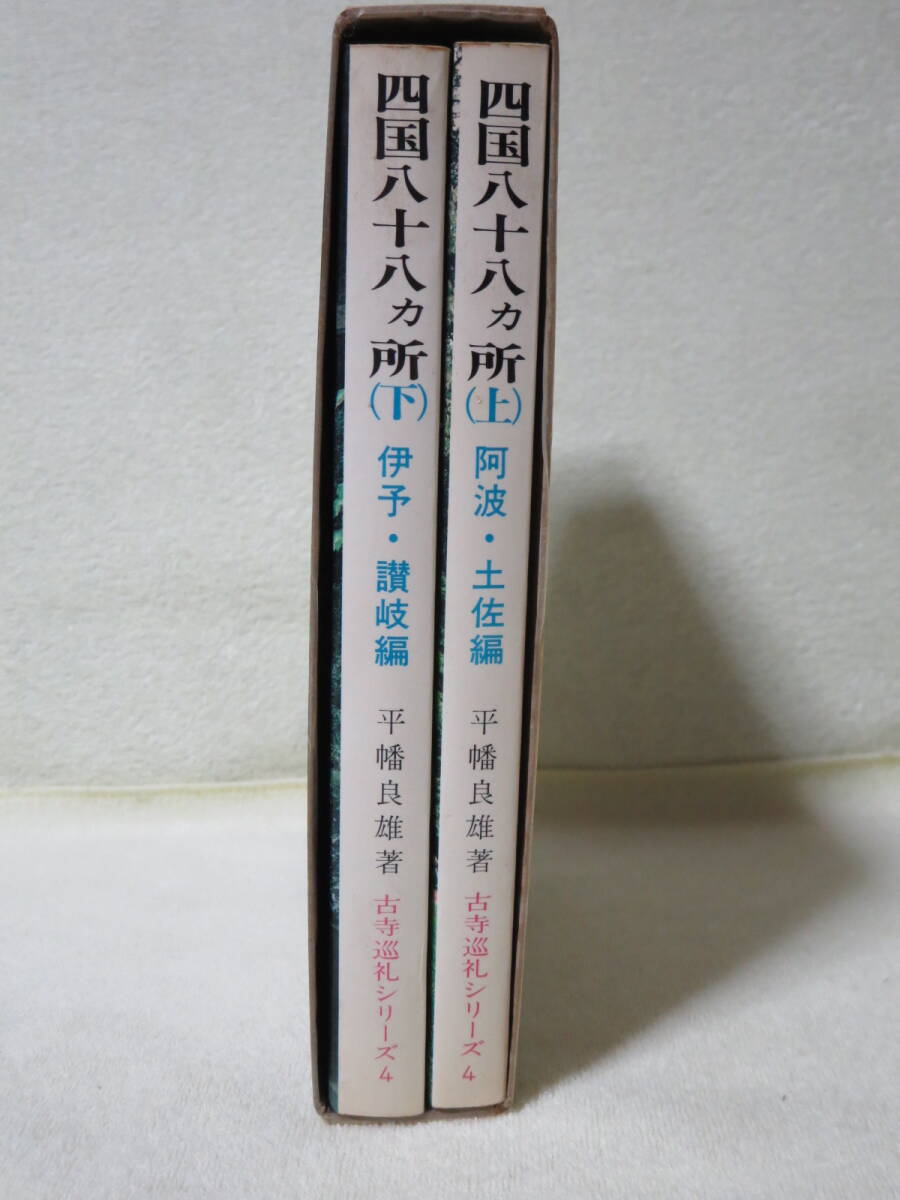 四国八十八ヵ所(上)
阿波・土佐編
平幡良雄著
古寺巡礼シリーズ4
四国八十八ヵ所(下)
伊予・讃岐編
平幡良雄著
古寺巡礼シリーズ4